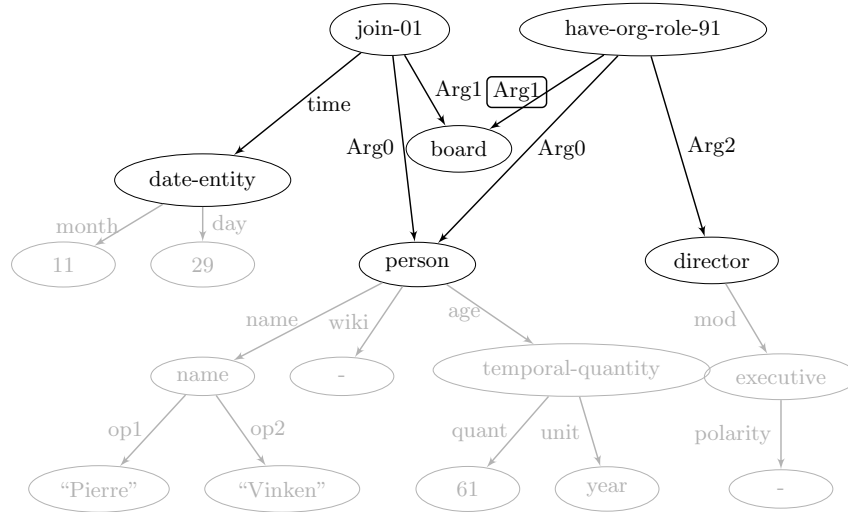 join-01 have-org-role-91
Arg1 Arg1
time
Arg0 board Arg0 Arg2
date-entity
month day
11 29 person director
name wiki age mod
name - temporal-quantity executive
op1 op2 quant unit polarity
“Pierre” “Vinken” 61 year -